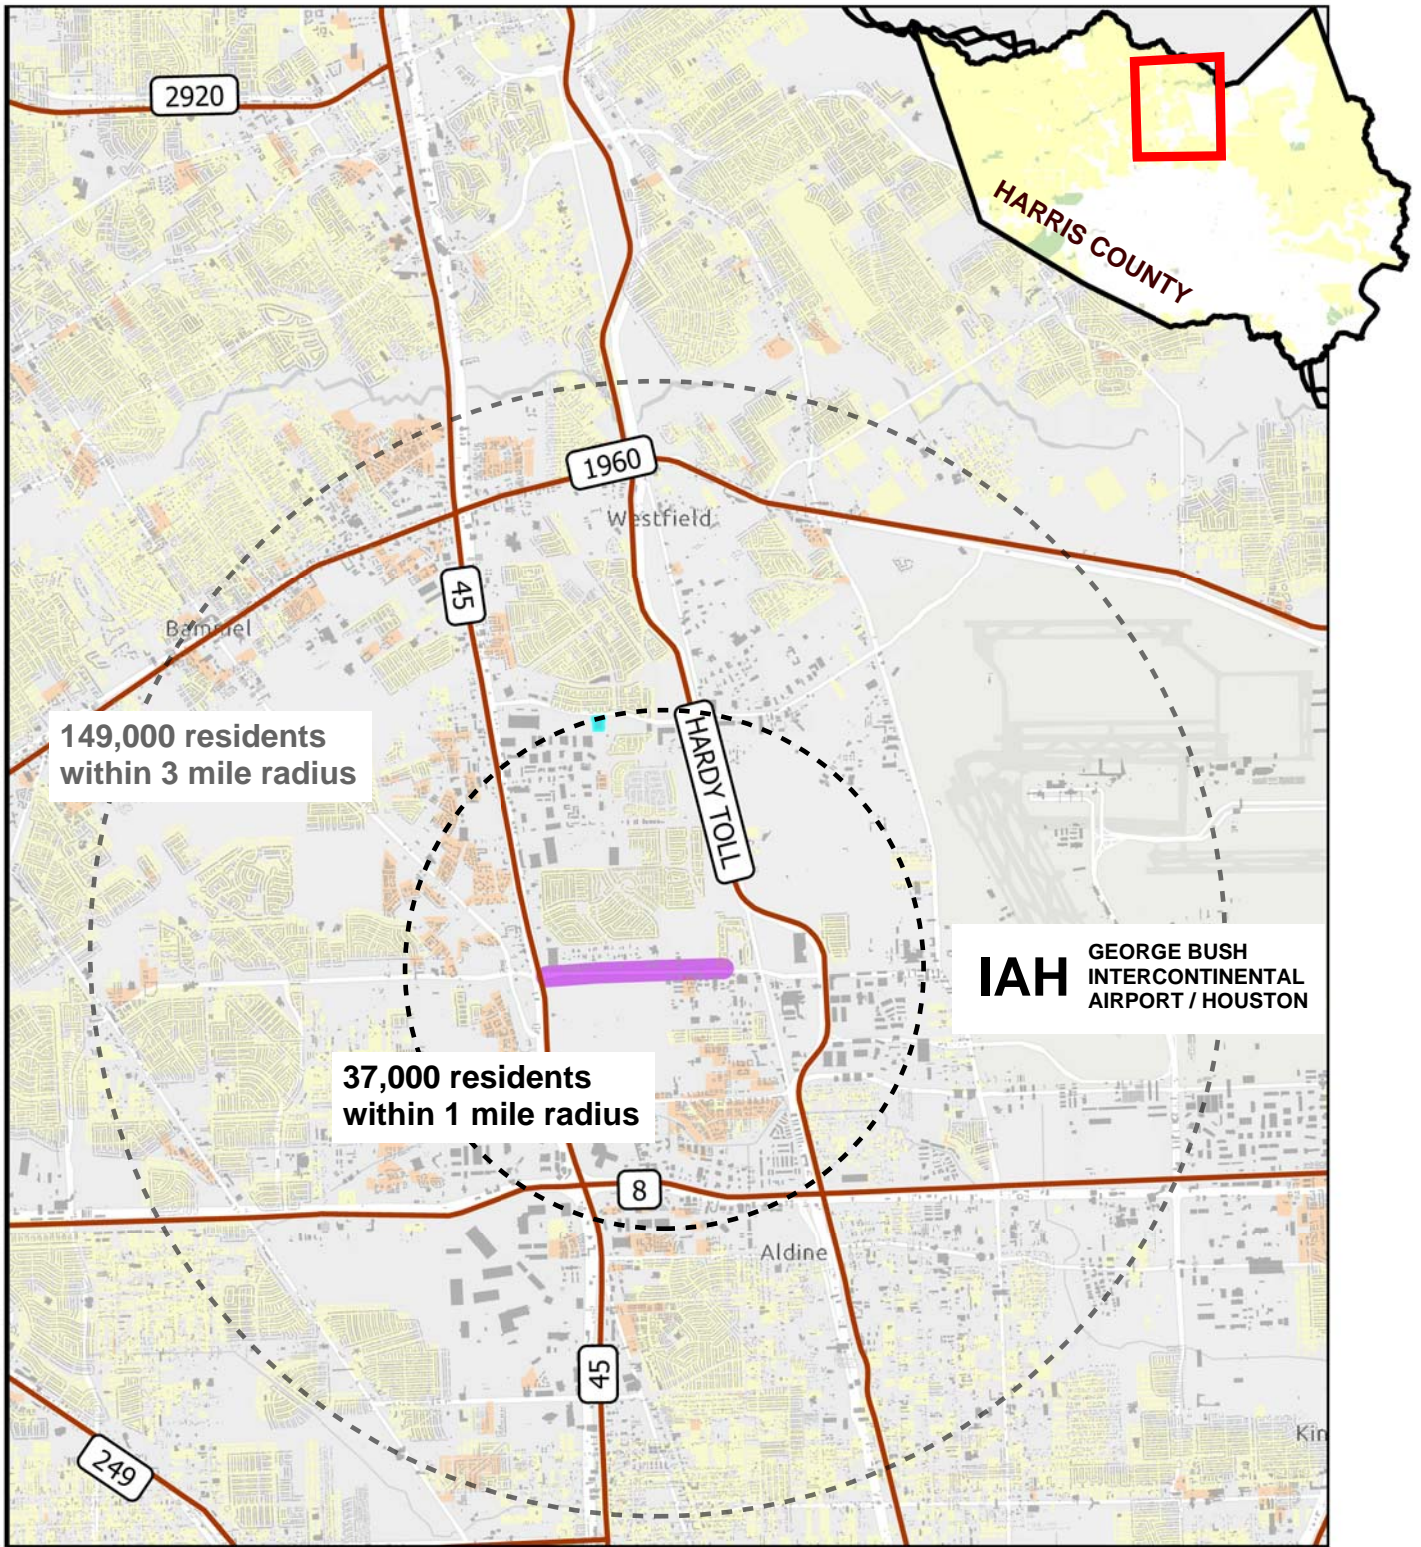 2920
HARRIS COUNTY
1960
Westfield
45
Bammel
149,000 residents
within 3 mile radius
HARDY TOLL
IAH
GEORGE BUSH
INTERCONTINENTAL
AIRPORT / HOUSTON
37,000 residents
within 1 mile radius
8
Aldine
45
Kin
249